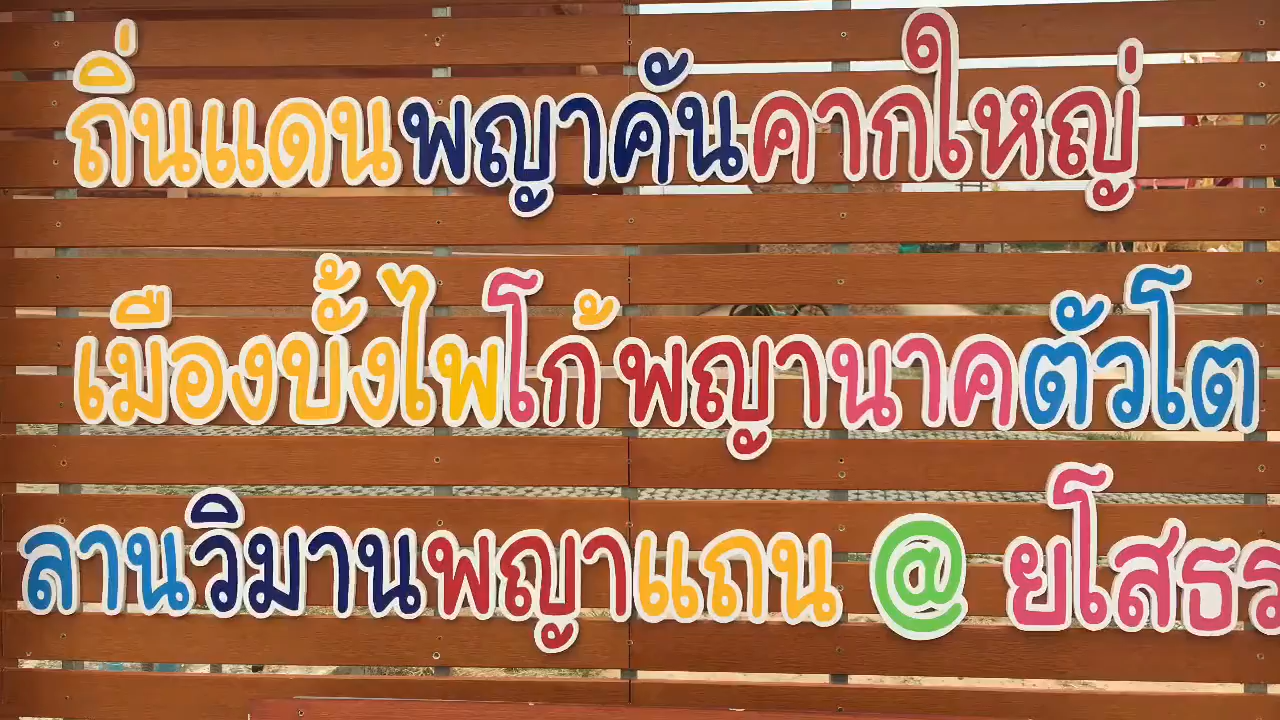 ถิ่นแดนพญาคันคากใหญ่
เมืองบั้งไฟโก้ พญานาคตัวโต
ลานวิมานพญาแถน @ ยโสธร